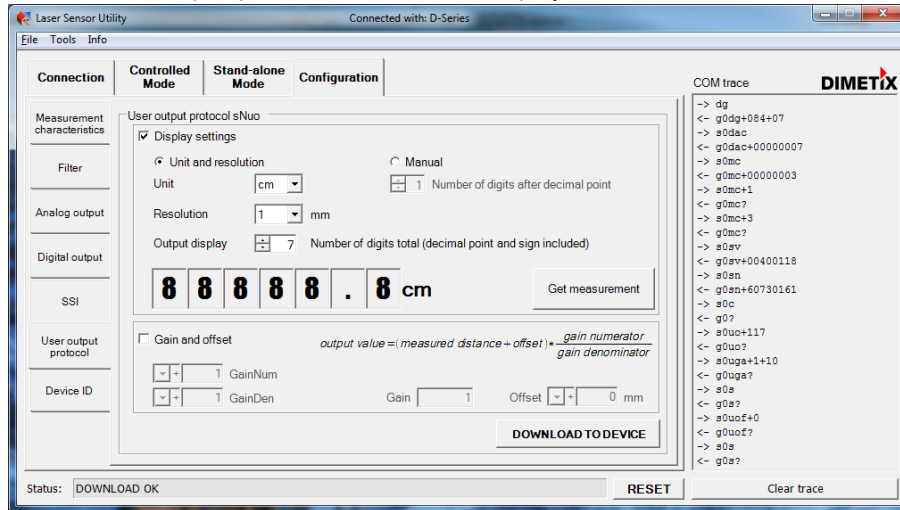 Laser Sensor Utility Connected with: D-Series
File Tools Info
Connection
Controlled Mode
Stand-alone Mode
Configuration
Measurement characteristics
Filter
Analog output
Digital output
SSI
User output protocol
Device ID
User output protocol sNuo
Display settings
Unit and resolution Manual
Unit cm 1 Number of digits after decimal point
Resolution 1 mm
Output display 7 Number of digits total (decimal point and sign included)
8 8 8 8 8 . 8 cm Get measurement
Gain and offset output value=(measured distance+offset)* gain numerator
gain denominator
+ 1 GainNum
+ 1 GainDen Gain 1 Offset + 0 mm
DOWNLOAD TO DEVICE
COM trace DIMETIX
-> dg
<- g0dg+084+07
-> s0dac
<- g0dac+00000007
-> s0mc
<- g0mc+00000003
-> s0mc+1
<- g0mc?
-> s0mc+3
<- g0mc?
-> s0sv
<- g0sv+00400118
-> s0sn
<- g0sn+60730161
-> s0c
<- g0?
-> s0uo+117
<- g0uo?
-> s0uga+1+10
<- g0uga?
-> s0s
<- g0s?
-> s0uof+0
<- g0uof?
-> s0s
<- g0s?
Status: DOWNLOAD OK RESET Clear trace